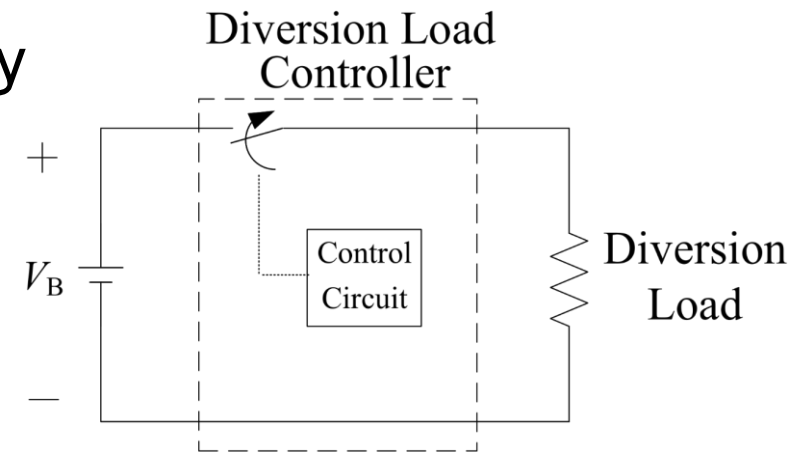 y
Diversion Load
Controller
+
V_B
Control
Circuit
Diversion
Load
−